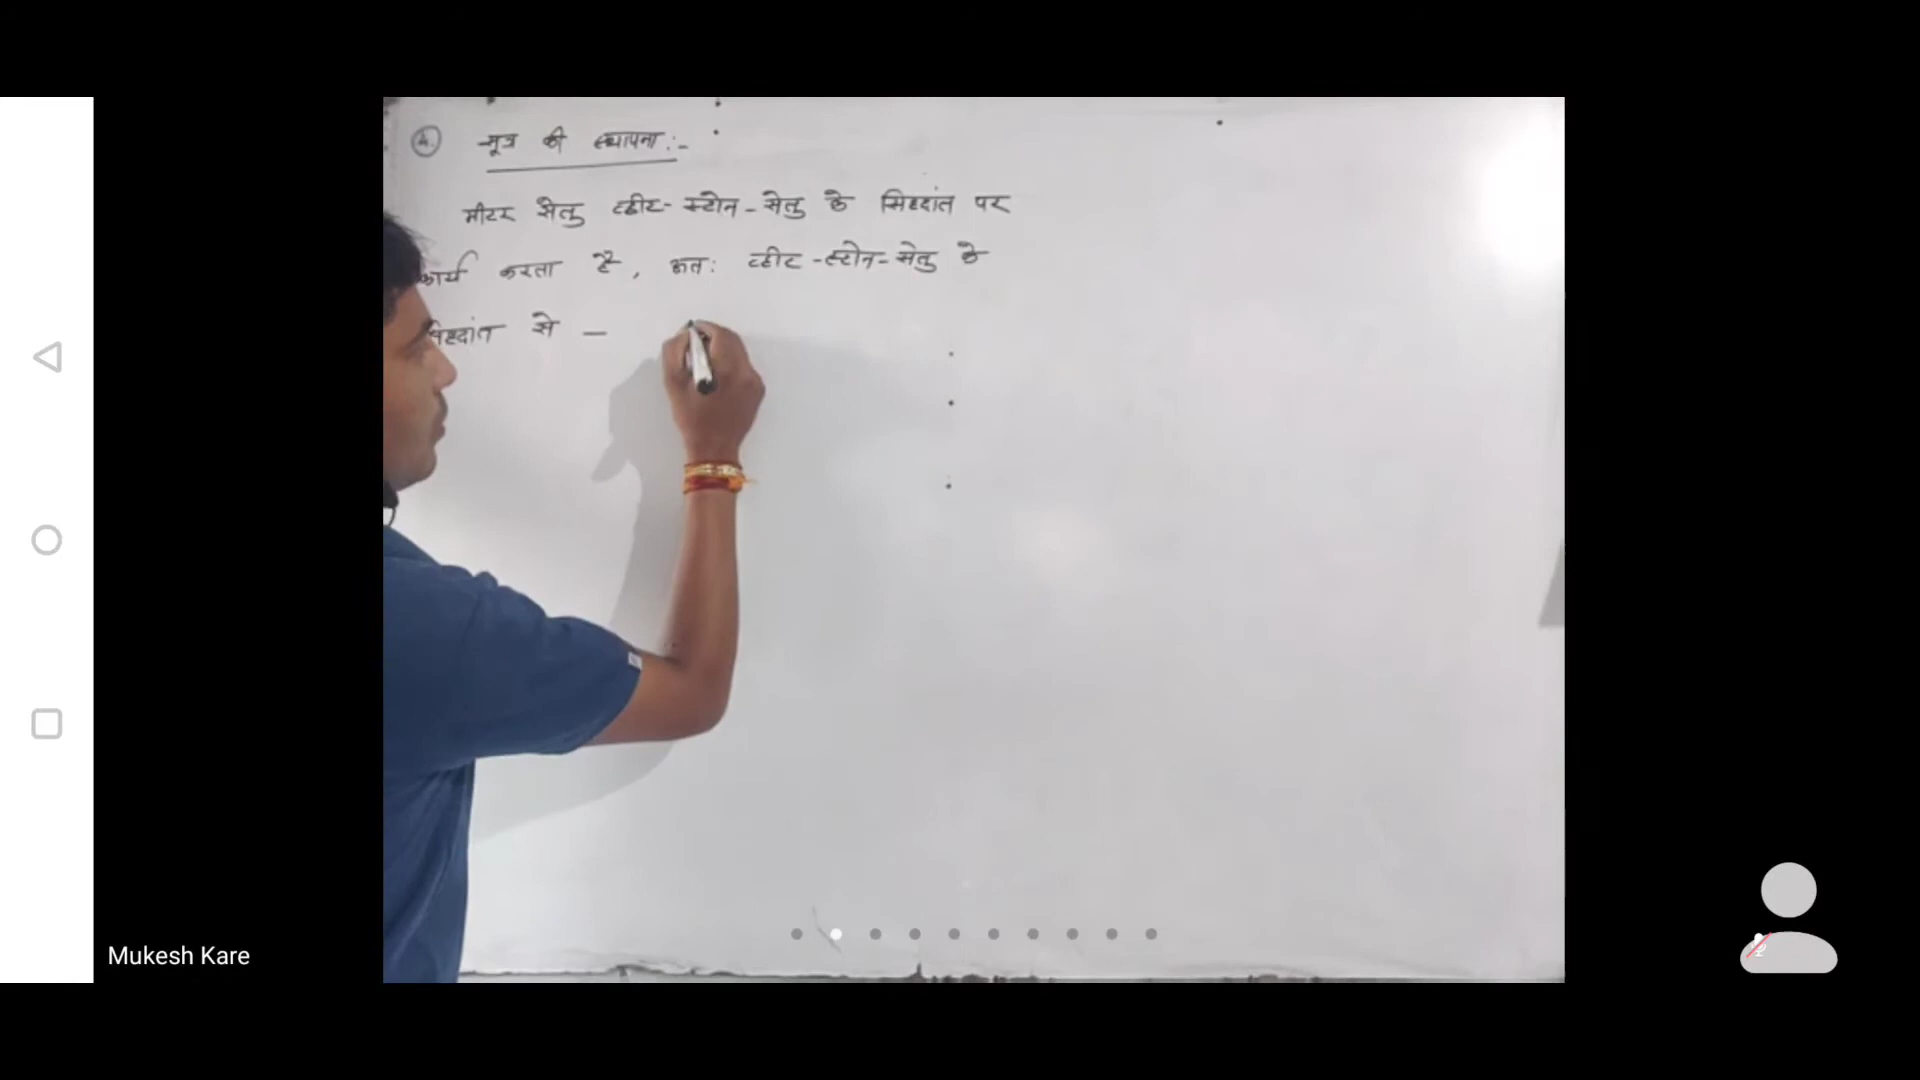 4. सूत्र की स्थापना :-
मीटर सेतु व्हीट-स्टोन-सेतु के सिद्दांत पर
कार्य करता है, अतः व्हीट-स्टोन-सेतु के
सिद्दांत से —
Mukesh Kare